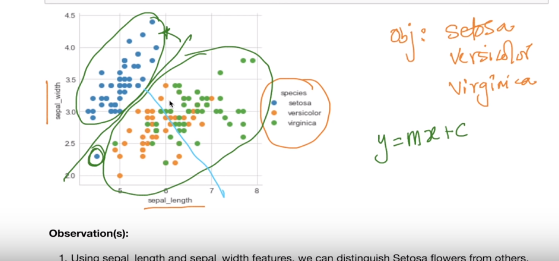 4.5
4.0
3.5
3.0
2.5
2.0
sepal_width
5
6
7
8
sepal_length
species
setosa
versicolor
virginica
obj: setosa
versicolor
virginica
y = mx + c
Observation(s):
1. Using sepal_length and sepal_width features, we can distinguish Setosa flowers from others.